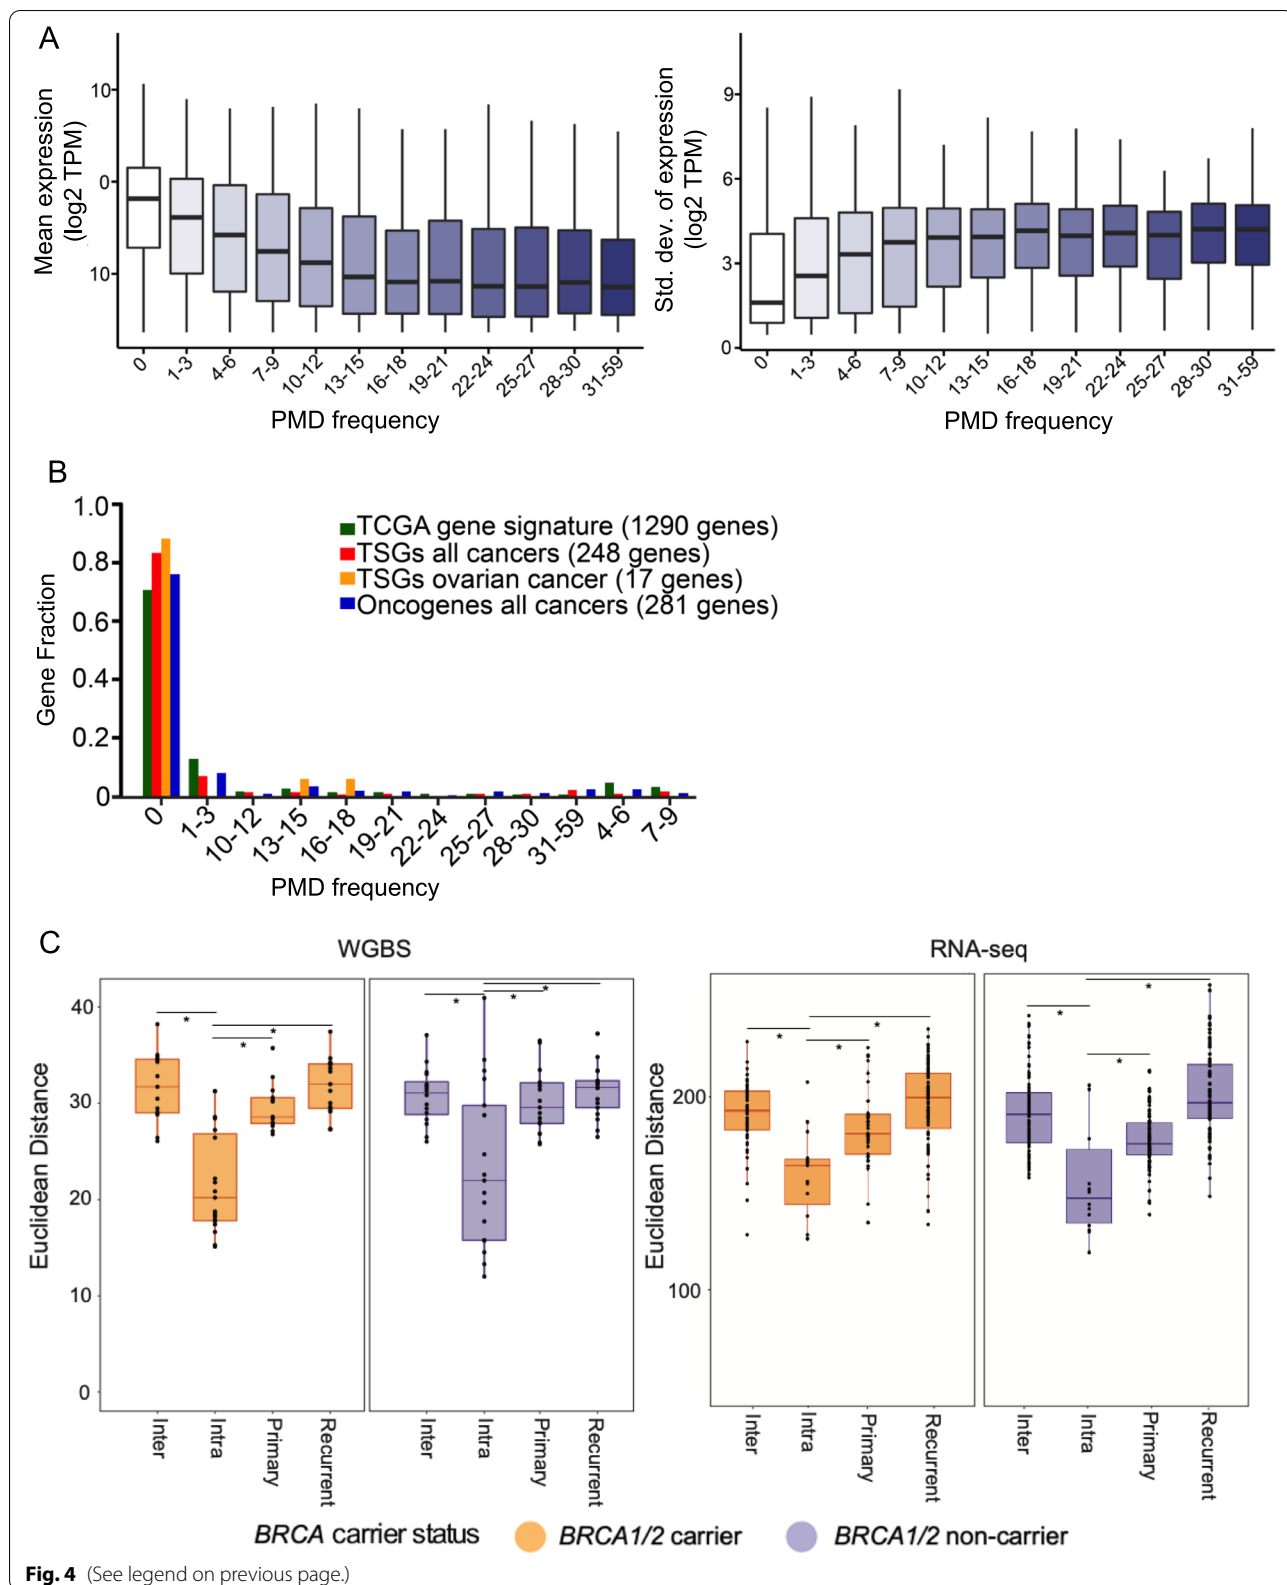 A
Mean expression
(log2 TPM)
10
0
10
0
1-3
4-6
7-9
10-12
13-15
16-18
19-21
22-24
25-27
28-30
31-59
PMD frequency
Std. dev. of expression
(log2 TPM)
9
6
3
0
0
1-3
4-6
7-9
10-12
13-15
16-18
19-21
22-24
25-27
28-30
31-59
PMD frequency
B
Gene Fraction
1.0
0.8
0.6
0.4
0.2
0
TCGA gene signature (1290 genes)
TSGs all cancers (248 genes)
TSGs ovarian cancer (17 genes)
Oncogenes all cancers (281 genes)
0
1-3
10-12
13-15
16-18
19-21
22-24
25-27
28-30
31-59
4-6
7-9
PMD frequency
C
WGBS
Euclidean Distance
40
30
20
10
0
* * *
* * *
Inter
Intra
Primary
Recurrent
Inter
Intra
Primary
Recurrent
RNA-seq
Euclidean Distance
200
100
* * *
* * *
Inter
Intra
Primary
Recurrent
Inter
Intra
Primary
Recurrent
BRCA carrier status BRCA1/2 carrier BRCA1/2 non-carrier
Fig. 4 (See legend on previous page.)